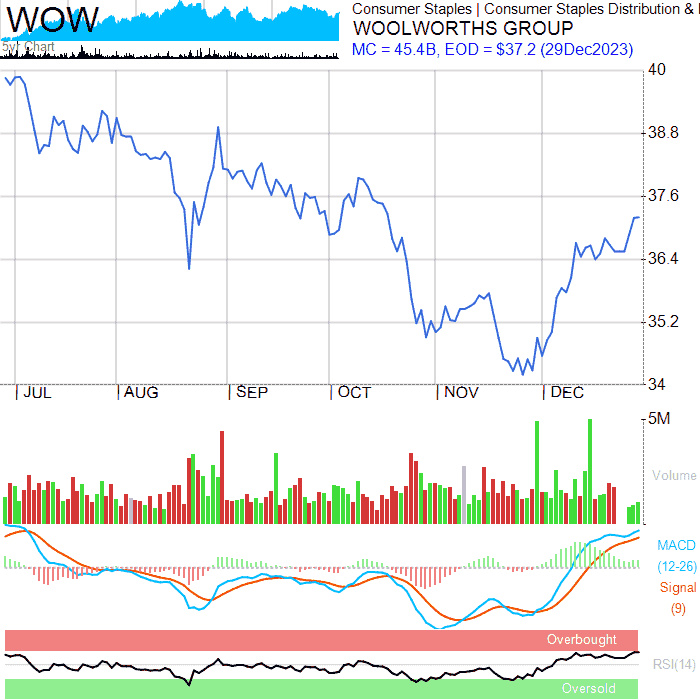 WOW
5yr Chart
Consumer Staples | Consumer Staples Distribution &
WOOLWORTHS GROUP
MC = 45.4B, EOD = $37.2 (29Dec2023)
40
38.8
37.6
36.4
35.2
34
| JUL | AUG | SEP | OCT | NOV | DEC
5M
Volume
MACD
(12-26)
Signal
(9)
Overbought
RSI(14)
Oversold